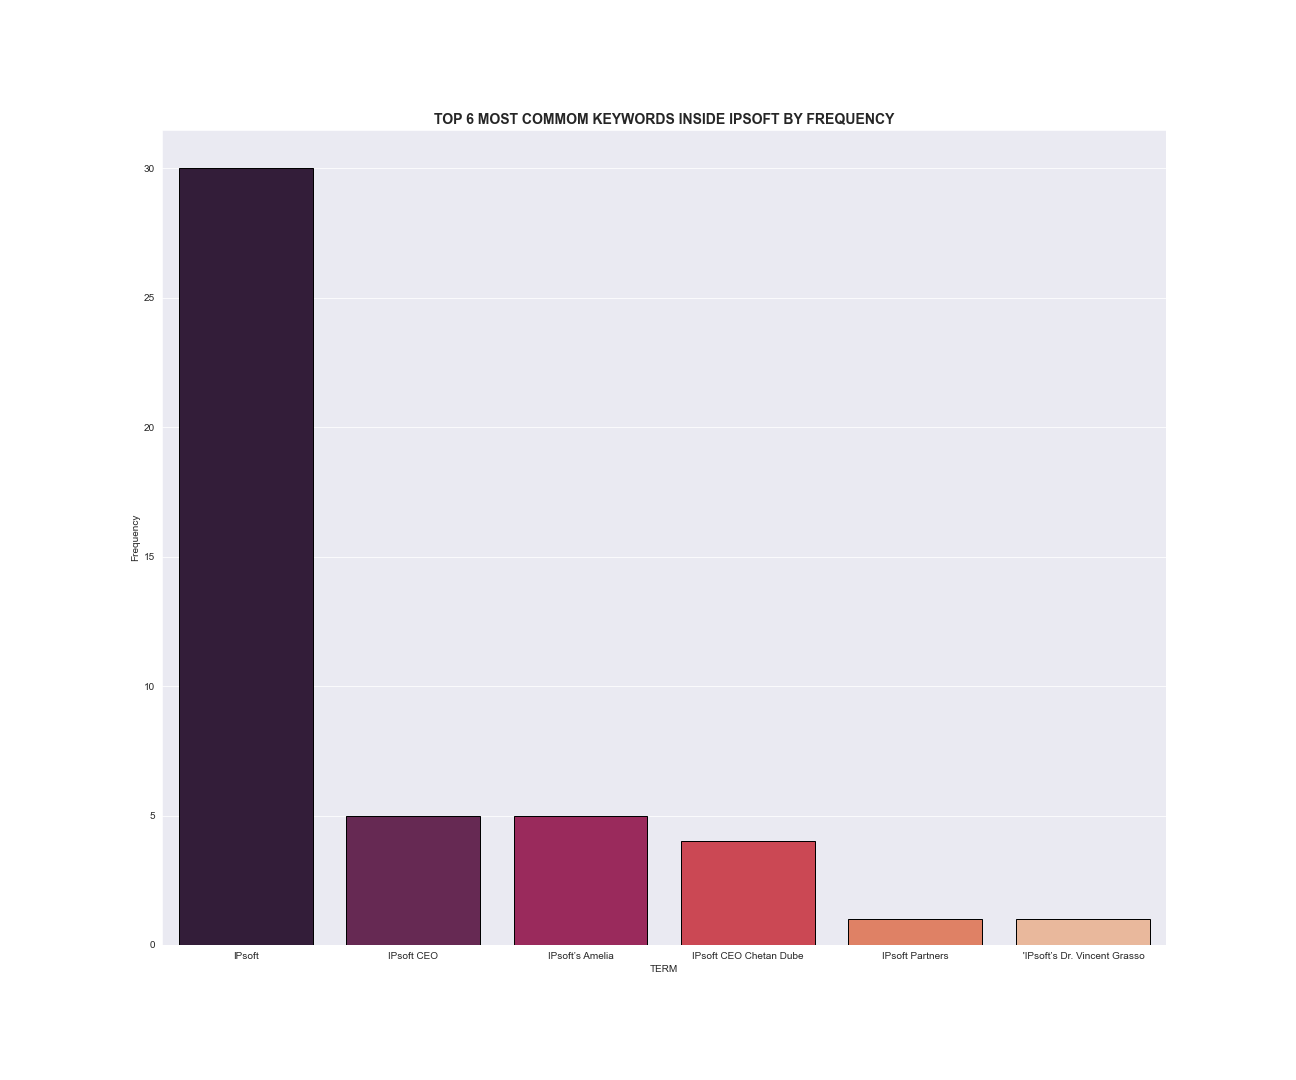 TOP 6 MOST COMMOM KEYWORDS INSIDE IPSOFT BY FREQUENCY
30
25
20
15
10
5
0
Frequency
IPsoft
IPsoft CEO
IPsoft's Amelia
IPsoft CEO Chetan Dube
IPsoft Partners
'IPsoft's Dr. Vincent Grasso
TERM